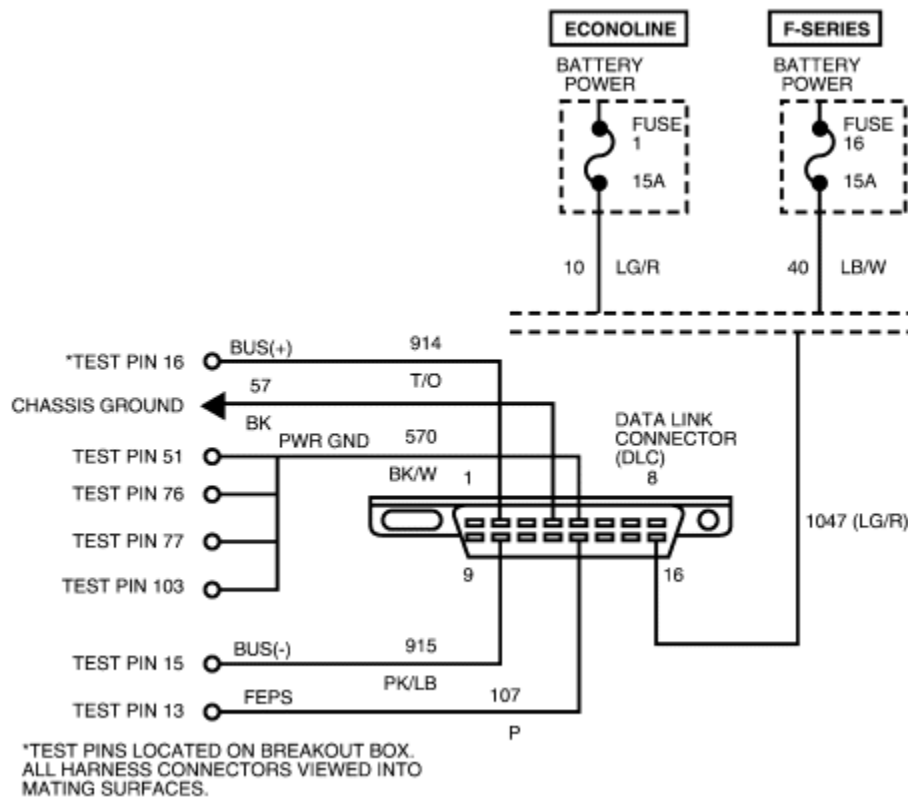 ECONOLINE
F-SERIES
BATTERY
POWER
BATTERY
POWER
FUSE
1
15A
FUSE
16
15A
10
LG/R
40
LB/W
*TEST PIN 16
BUS(+)
914
T/O
CHASSIS GROUND
57
BK
TEST PIN 51
PWR GND
570
BK/W
TEST PIN 76
TEST PIN 77
TEST PIN 103
DATA LINK
CONNECTOR
(DLC)
1
8
9
16
1047 (LG/R)
TEST PIN 15
BUS(-)
915
PK/LB
TEST PIN 13
FEPS
107
P
*TEST PINS LOCATED ON BREAKOUT BOX.
ALL HARNESS CONNECTORS VIEWED INTO
MATING SURFACES.